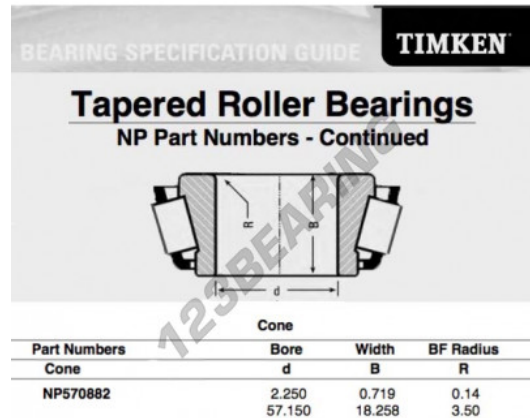 BEARING SPECIFICATION GUIDE
TIMKEN
Tapered Roller Bearings
NP Part Numbers - Continued
R
B
d
123BEARING
Cone
Part Numbers Bore Width BF Radius
Cone d B R
NP570882 2.250 0.719 0.14
57.150 18.258 3.50